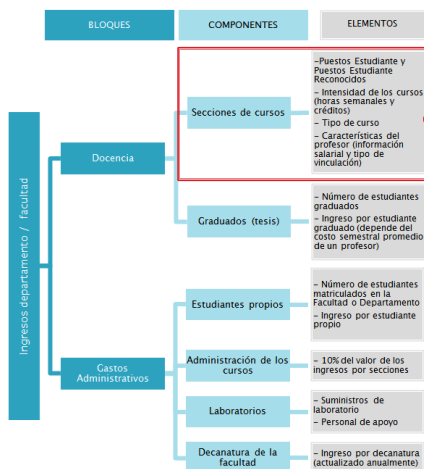 BLOQUES
COMPONENTES
ELEMENTOS
Ingresos departamento / facultad
Docencia
Secciones de cursos
-Puestos Estudiante y
Puestos Estudiante
Reconocidos
- Intensidad de los cursos
(horas semanales y
créditos)
- Tipo de curso
- Características del
profesor (información
salarial y tipo de
vinculación)
Graduados (tesis)
- Número de estudiantes
graduados
- Ingreso por estudiante
graduado (depende del
costo semestral promedio
de un profesor)
Gastos
Administrativos
Estudiantes propios
- Número de estudiantes
matriculados en la
Facultad o Departamento
- Ingreso por estudiante
propio
Administración de los
cursos
- 10% del valor de los
ingresos por secciones
Laboratorios
- Suministros de
laboratorio
- Personal de apoyo
Decanatura de la
facultad
- Ingreso por decanatura
(actualizado anualmente)